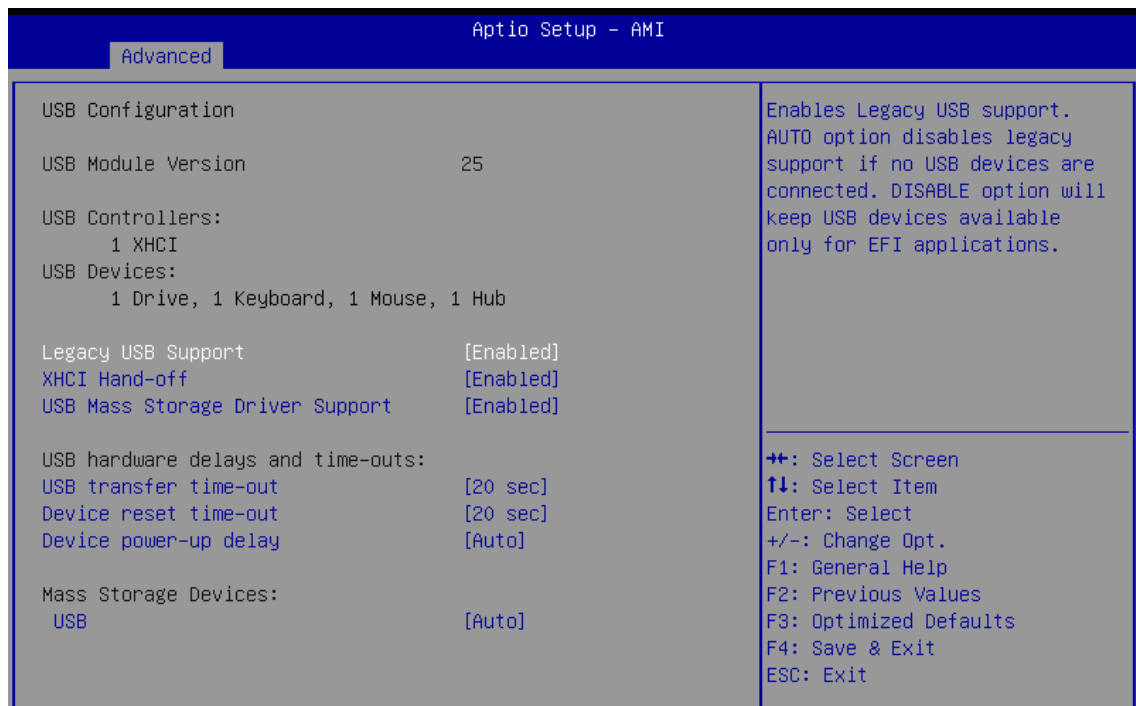 Aptio Setup - AMI
Advanced
USB Configuration
USB Module Version 25
USB Controllers:
1 XHCI
USB Devices:
1 Drive, 1 Keyboard, 1 Mouse, 1 Hub
Legacy USB Support [Enabled]
XHCI Hand-off [Enabled]
USB Mass Storage Driver Support [Enabled]
USB hardware delays and time-outs:
USB transfer time-out [20 sec]
Device reset time-out [20 sec]
Device power-up delay [Auto]
Mass Storage Devices:
USB [Auto]
Enables Legacy USB support.
AUTO option disables legacy
support if no USB devices are
connected. DISABLE option will
keep USB devices available
only for EFI applications.
→←: Select Screen
↑↓: Select Item
Enter: Select
+/-: Change Opt.
F1: General Help
F2: Previous Values
F3: Optimized Defaults
F4: Save & Exit
ESC: Exit